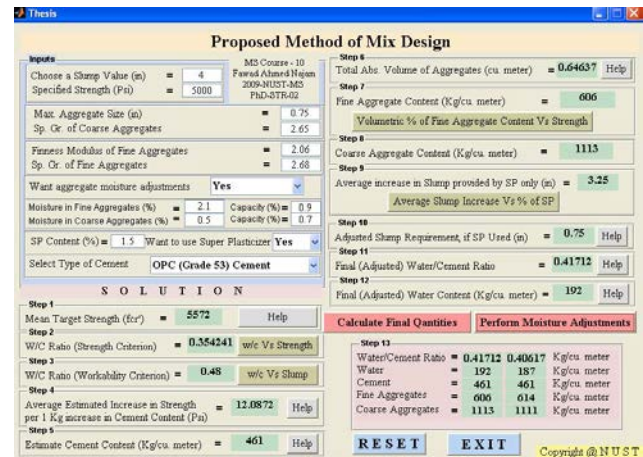 Thesis
Proposed Method of Mix Design
Inputs
Choose a Slump Value (in) = 4
Specified Strength (Psi) = 5000
MS Course - 10
Fawad Ahmed Najam
2009-NUST-MS
PhD-STR-02
Max. Aggregate Size (in) = 0.75
Sp. Gr. of Coarse Aggregates = 2.65
Finness Modulus of Fine Aggregates = 2.06
Sp. Gr. of Fine Aggregates = 2.68
Want aggregate moisture adjustments Yes
Moisture in Fine Aggregates (%) = 2.1 Capacity (%) = 0.9
Moisture in Coarse Aggregates (%) = 0.5 Capacity (%) = 0.7
SP Content (%) = 1.5 Want to use Super Plasticizer Yes
Select Type of Cement OPC (Grade 53) Cement
S O L U T I O N
Step 1
Mean Target Strength (fcr') = 5572 Help
Step 2
W/C Ratio (Strength Criterion) = 0.354241 w/c Vs Strength
Step 3
W/C Ratio (Workability Criterion) = 0.48 w/c Vs Slump
Step 4
Average Estimated Increase in Strength
per 1 Kg increase in Cement Content (Psi) = 12.0872 Help
Step 5
Estimate Cement Content (Kg/cu. meter) = 461 Help
Step 6
Total Abs. Volume of Aggregates (cu. meter) = 0.64637 Help
Step 7
Fine Aggregate Content (Kg/cu. meter) = 606
Volumetric % of Fine Aggregate Content Vs Strength
Step 8
Coarse Aggregate Content (Kg/cu. meter) = 1113
Step 9
Average increase in Slump provided by SP only (in) = 3.25
Average Slump Increase Vs % of SP
Step 10
Adjusted Slump Requirement, if SP Used (in) = 0.75 Help
Step 11
Final (Adjusted) Water/Cement Ratio = 0.41712 Help
Step 12
Final (Adjusted) Water Content (Kg/cu. meter) = 192 Help
Calculate Final Qantities Perform Moisture Adjustments
Step 13
Water/Cement Ratio = 0.41712 0.40617 Kg/cu. meter
Water = 192 187 Kg/cu. meter
Cement = 461 461 Kg/cu. meter
Fine Aggregates = 606 614 Kg/cu. meter
Coarse Aggregates = 1113 1111 Kg/cu. meter
RESET EXIT
Copyright @ N U S T